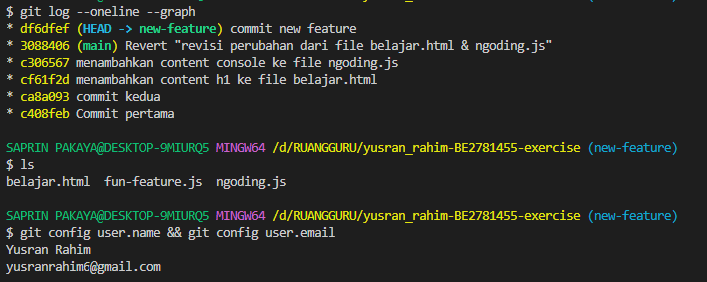 $ git log --oneline --graph
* df6dfef (HEAD -> new-feature) commit new feature
* 3088406 (main) Revert "revisi perubahan dari file belajar.html & ngoding.js"
* c306567 menambahkan content console ke file ngoding.js
* cf61f2d menambahkan content h1 ke file belajar.html
* ca8a093 commit kedua
* c408feb Commit pertama
SAPRIN PAKAYA@DESKTOP-9MIURQ5 MINGW64 /d/RUANGGURU/yusran_rahim-BE2781455-exercise (new-feature)
$ ls
belajar.html  fun-feature.js  ngoding.js
SAPRIN PAKAYA@DESKTOP-9MIURQ5 MINGW64 /d/RUANGGURU/yusran_rahim-BE2781455-exercise (new-feature)
$ git config user.name && git config user.email
Yusran Rahim
yusranrahim6@gmail.com